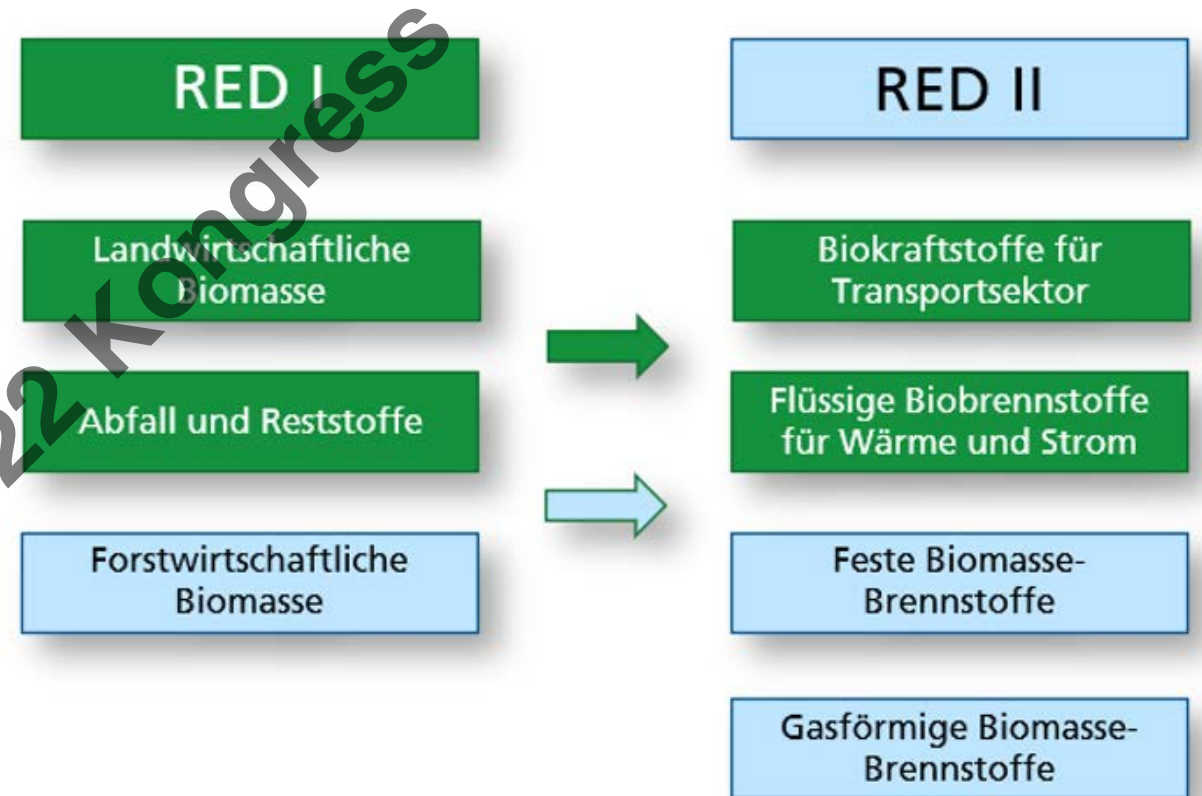 RED I
Landwirtschaftliche
Biomasse
Abfall und Reststoffe
Forstwirtschaftliche
Biomasse
RED II
Biokraftstoffe für
Transportsektor
Flüssige Biobrennstoffe
für Wärme und Strom
Feste Biomasse-
Brennstoffe
Gasförmige Biomasse-
Brennstoffe
22 Kongress